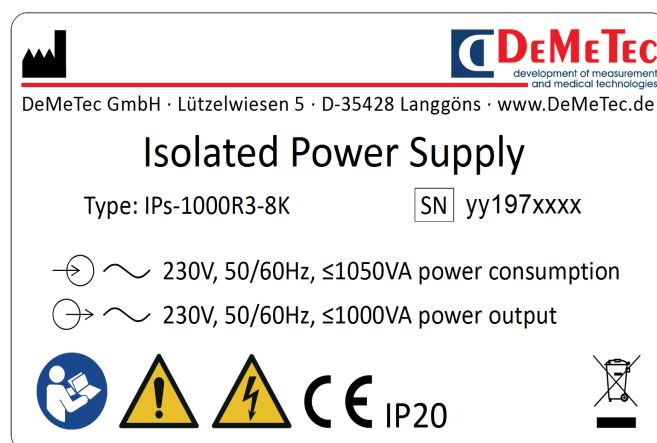 DeMeTec
development of measurement
and medical technologies
DeMeTec GmbH · Lützelwiesen 5 · D-35428 Langgöns · www.DeMeTec.de
Isolated Power Supply
Type: IPs-1000R3-8K
SN yy197xxxx
230V, 50/60Hz, ≤1050VA power consumption
230V, 50/60Hz, ≤1000VA power output
CE IP20